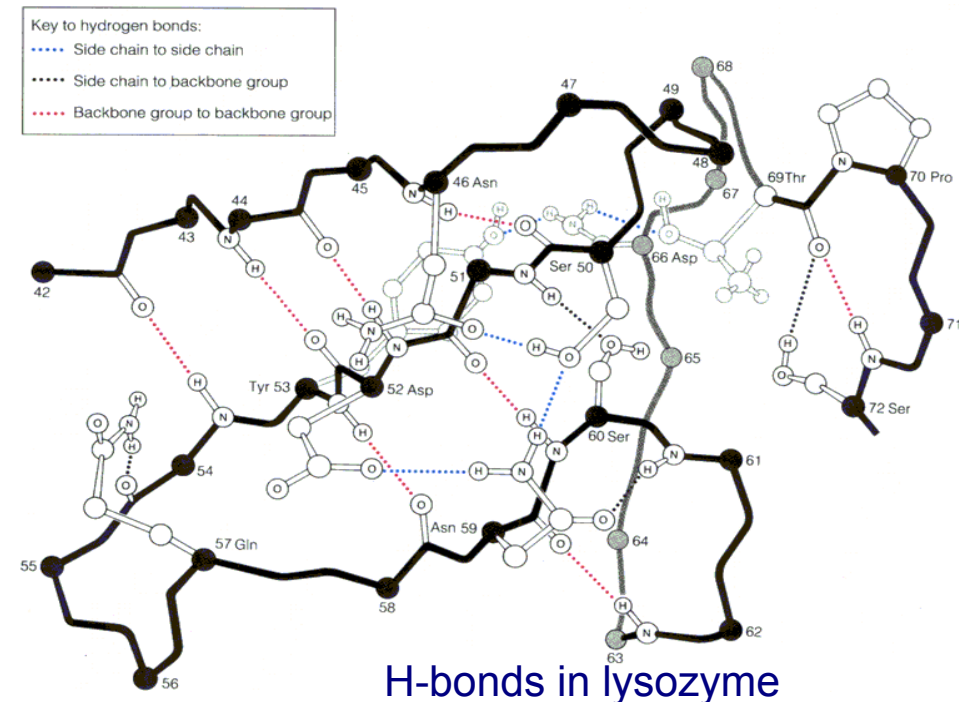 Key to hydrogen bonds:
Side chain to side chain
Side chain to backbone group
Backbone group to backbone group
47
49
68
48
45
46 Asn
67
69 Thr
N
70 Pro
44
N
H
O
H
N
H
H
H
O
43
O
51
Ser 50
66 Asp
O
42
O
H
N
H
71
O
H
H
N
H
N
O
H
O
O
H
H
N
65
H
O
Tyr 53
52 Asp
O
72 Ser
H
N
60 Ser
H
O
N
H
54
H
O
O
H
N
H
H
N
61
H
N
O
O
Asn 59
O
64
57 Gln
O
55
58
H
N
62
63
56
H-bonds in lysozyme